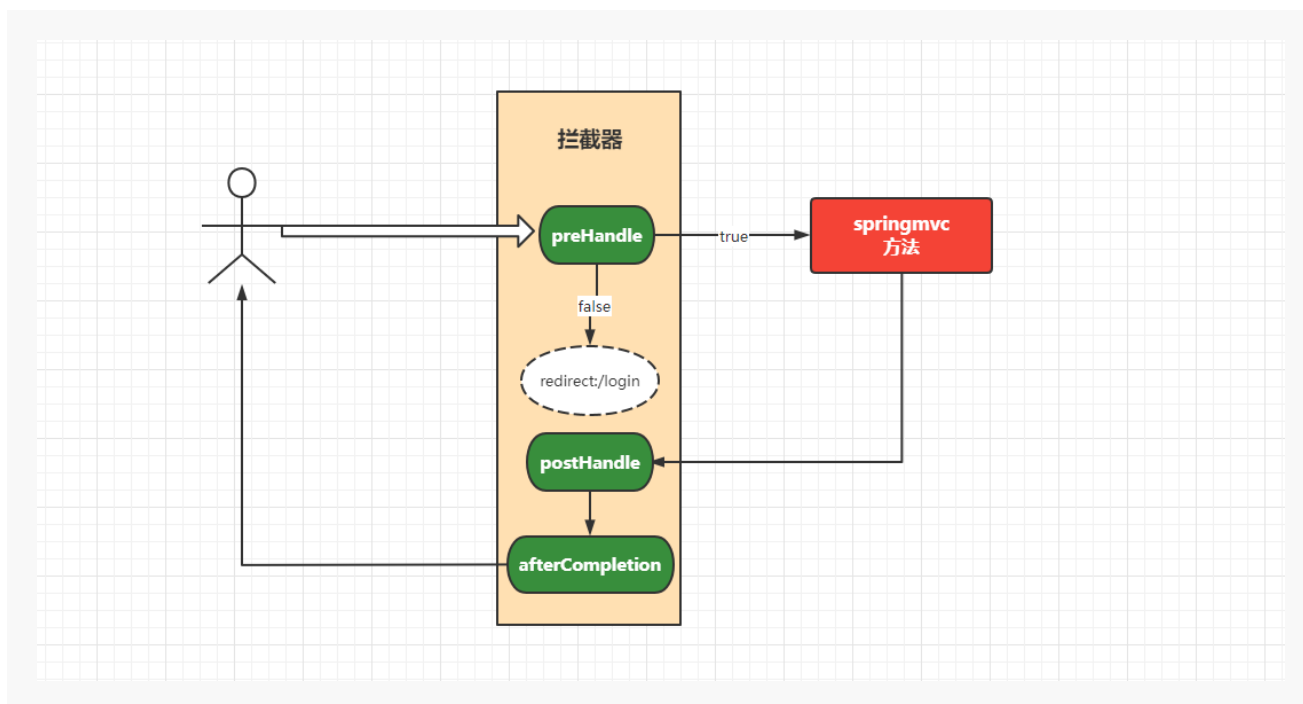 拦截器
preHandle
true
springmvc
方法
false
redirect:/login
postHandle
afterCompletion